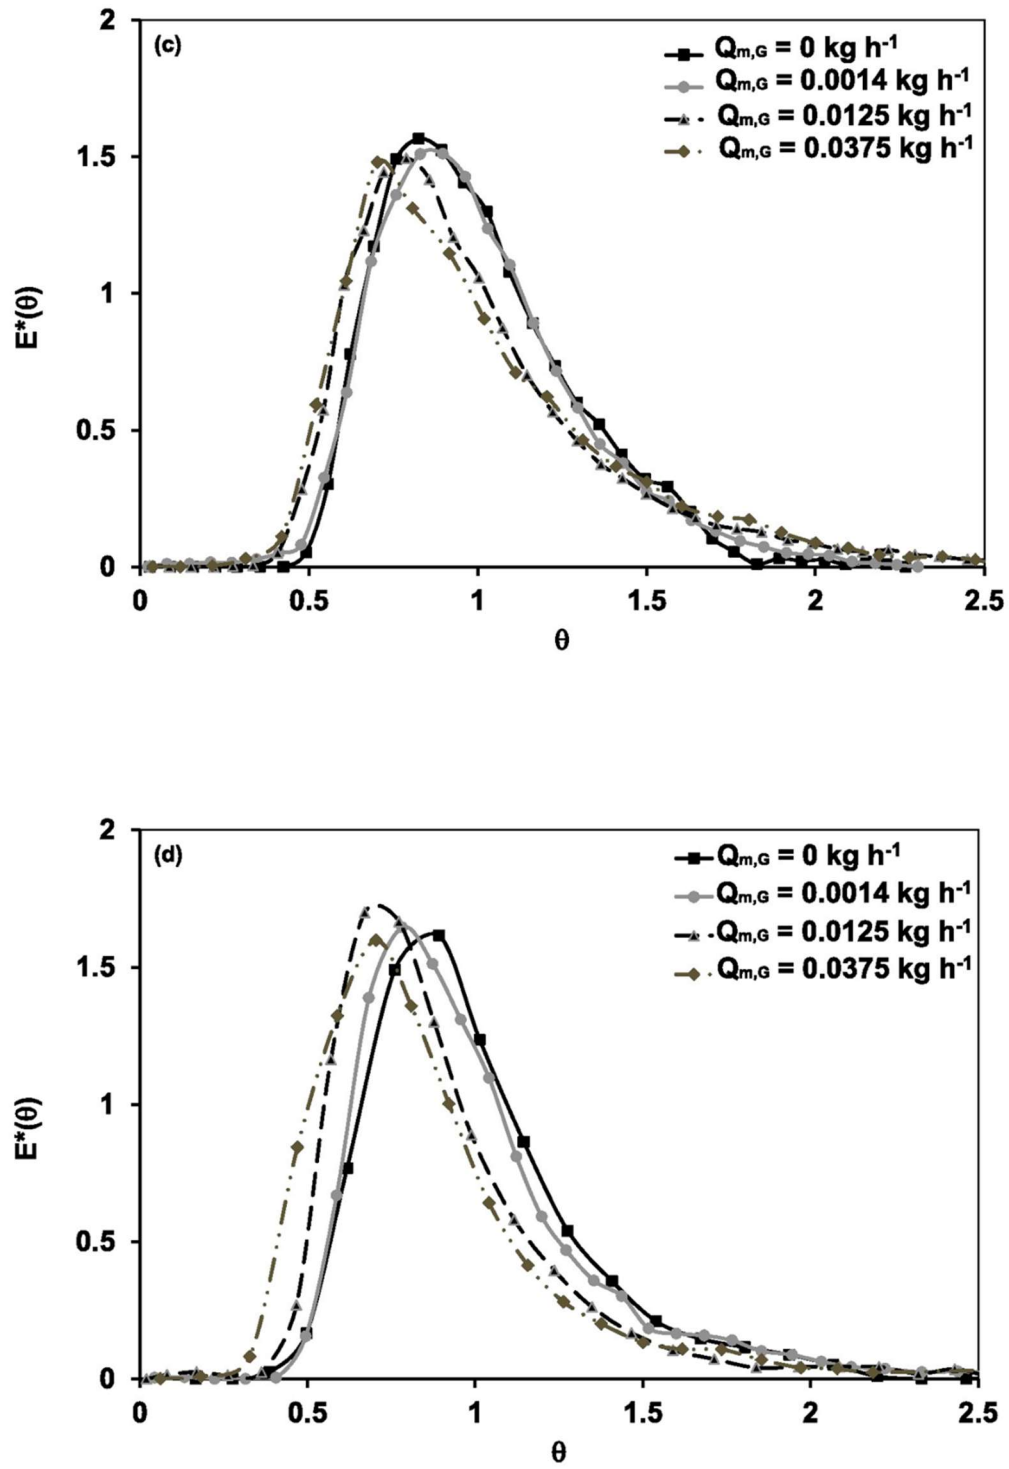 (c)
Qm,G = 0 kg h-1
Qm,G = 0.0014 kg h-1
Qm,G = 0.0125 kg h-1
Qm,G = 0.0375 kg h-1
2
1.5
1
0.5
0
E*(θ)
0 0.5 1 1.5 2 2.5
θ
(d)
Qm,G = 0 kg h-1
Qm,G = 0.0014 kg h-1
Qm,G = 0.0125 kg h-1
Qm,G = 0.0375 kg h-1
2
1.5
1
0.5
0
E*(θ)
0 0.5 1 1.5 2 2.5
θ